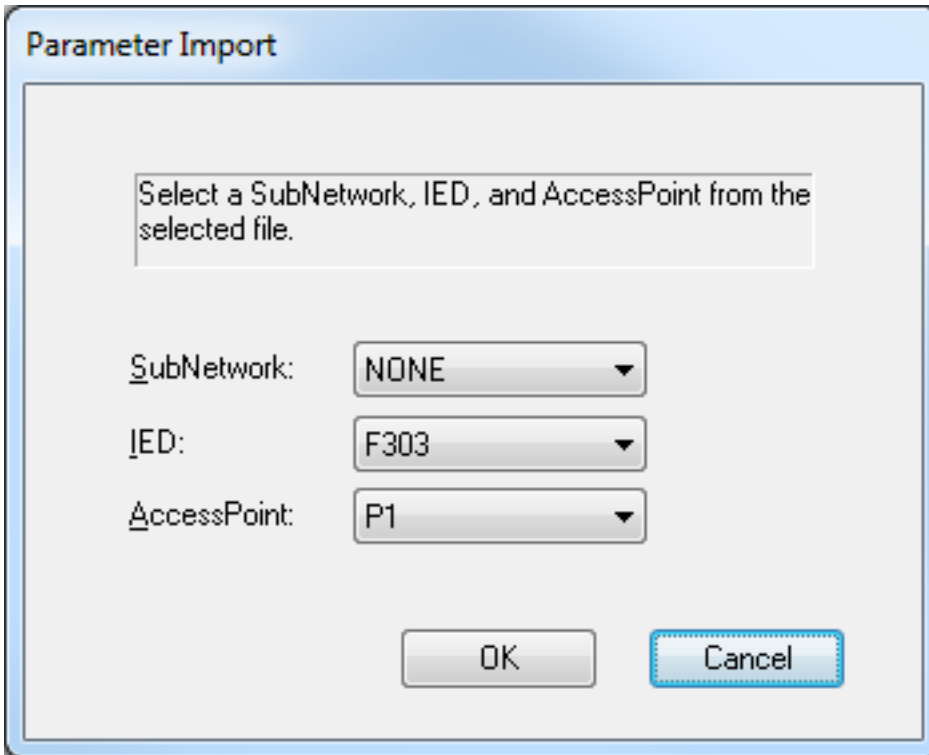 Parameter Import
Select a SubNetwork, IED, and AccessPoint from the
selected file.
SubNetwork: NONE
IED: F303
AccessPoint: P1
OK Cancel